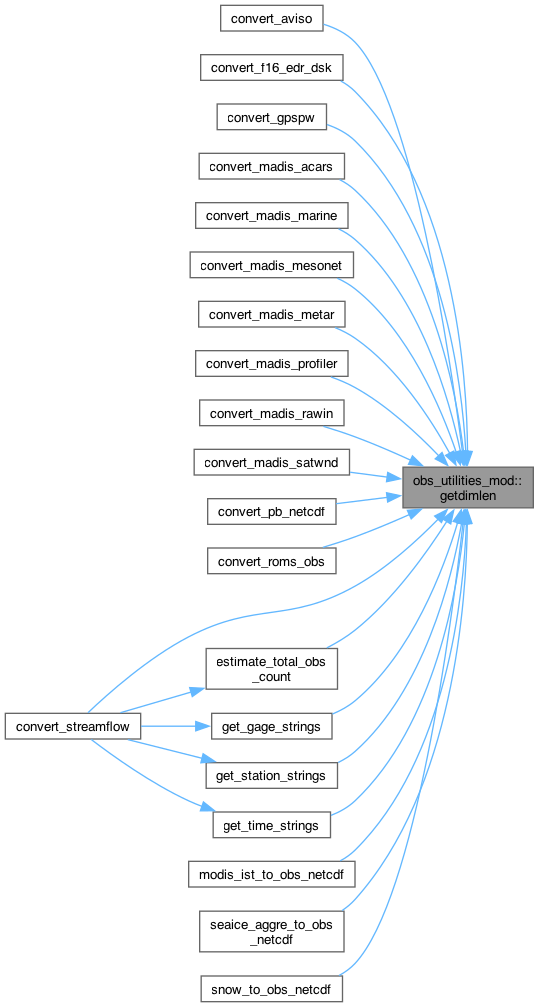 convert_aviso
convert_f16_edr_dsk
convert_gpspw
convert_madis_acars
convert_madis_marine
convert_madis_mesonet
convert_madis_metar
convert_madis_profiler
convert_madis_rawin
convert_madis_satwnd
obs_utilities_mod::
getdimlen
convert_pb_netcdf
convert_roms_obs
estimate_total_obs
_count
convert_streamflow
get_gage_strings
get_station_strings
get_time_strings
modis_ist_to_obs_netcdf
seaice_aggre_to_obs
_netcdf
snow_to_obs_netcdf